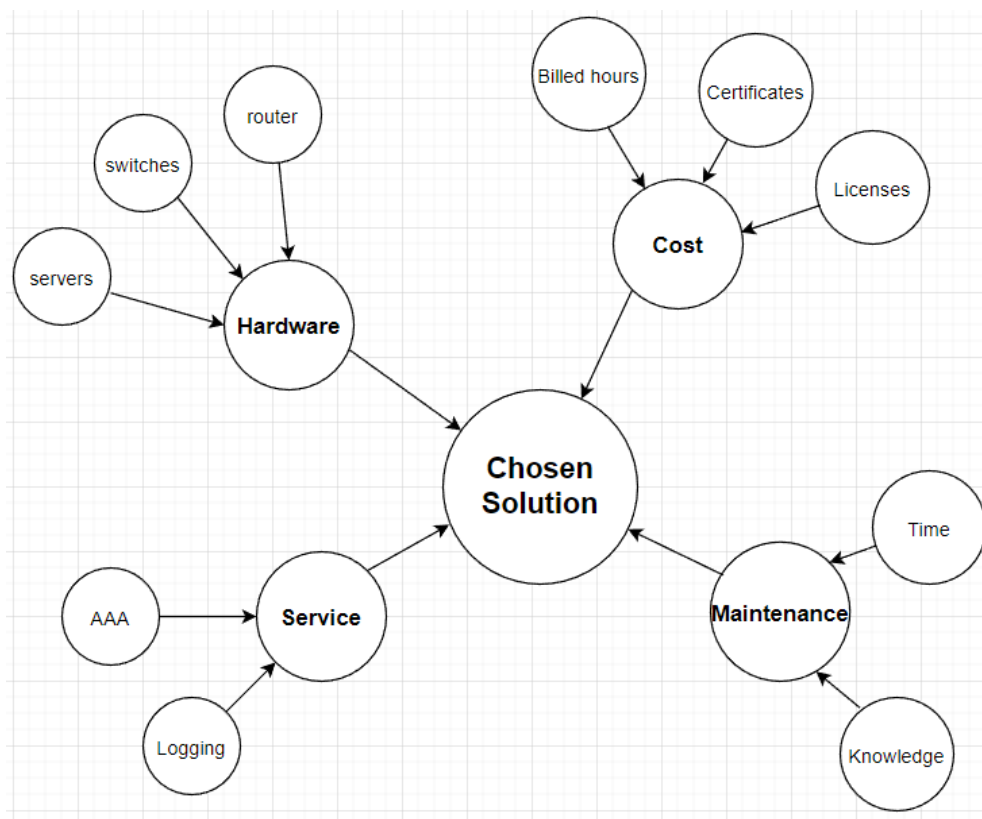 Billed hours
Certificates
router
switches
Licenses
Cost
servers
Hardware
Chosen
Solution
Time
AAA
Service
Maintenance
Logging
Knowledge